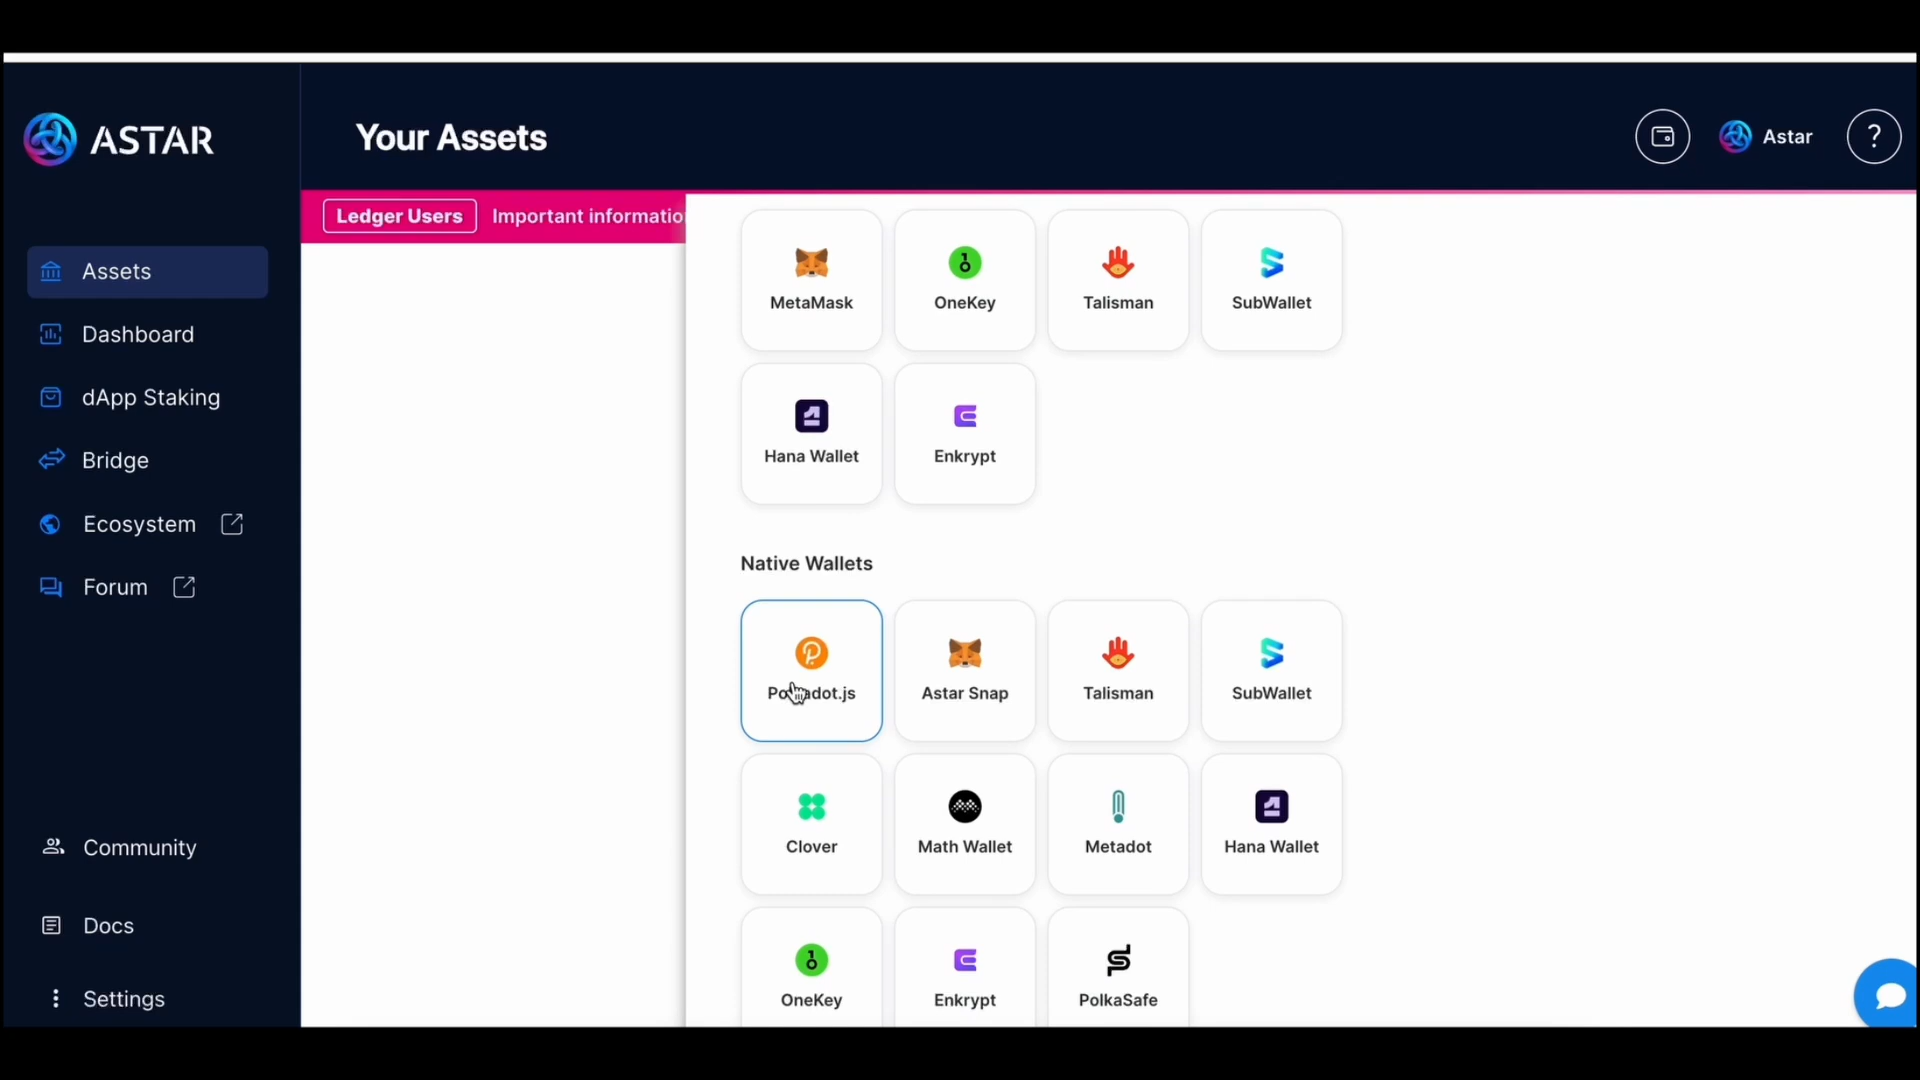 ASTAR
Your Assets
Astar
?
Ledger Users Important informatio
Assets
Dashboard
dApp Staking
Bridge
Ecosystem
Forum
Community
Docs
Settings
MetaMask
OneKey
Talisman
SubWallet
Hana Wallet
Enkrypt
Native Wallets
Astar Snap
Talisman
SubWallet
Clover
Math Wallet
Metadot
Hana Wallet
OneKey
Enkrypt
PolkaSafe